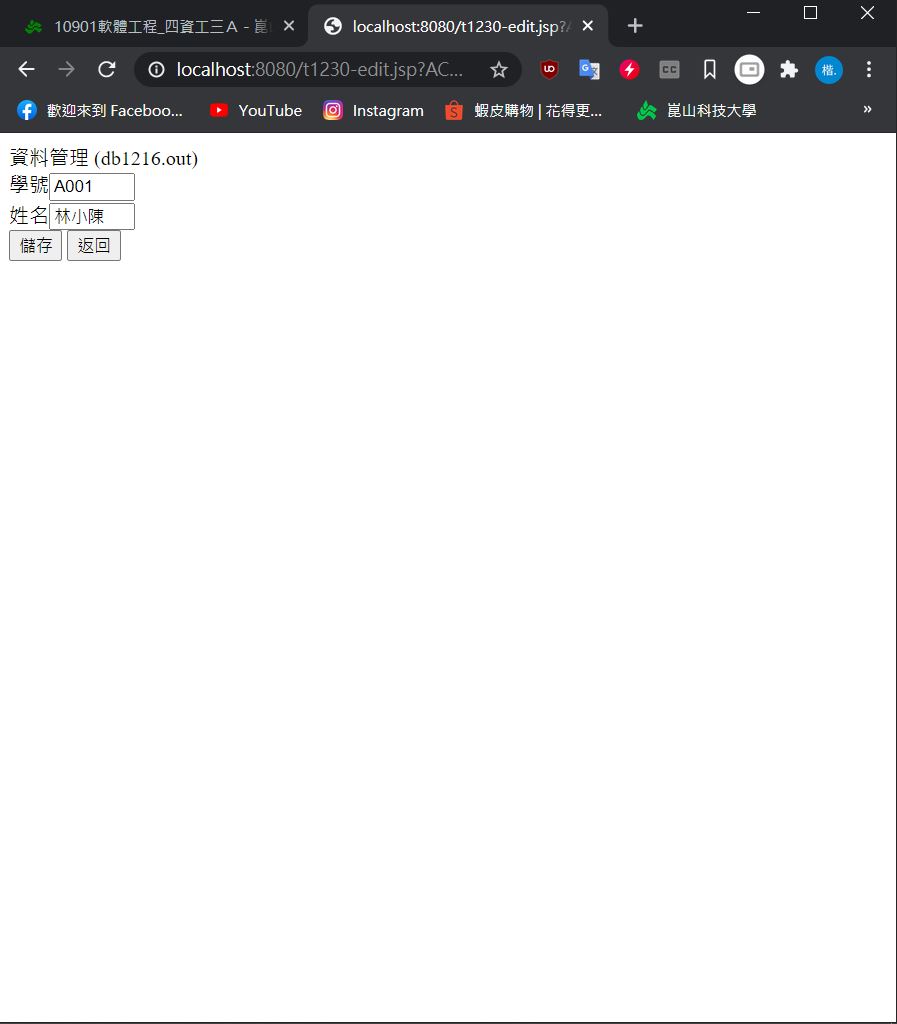 10901軟體工程_四資工三A - 崑
localhost:8080/t1230-edit.jsp?A
localhost:8080/t1230-edit.jsp?AC...
CC
楷.
歡迎來到 Faceboo...
YouTube
Instagram
蝦皮購物 | 花得更...
崑山科技大學
»
資料管理 (db1216.out)
學號 A001
姓名 林小陳
儲存 返回